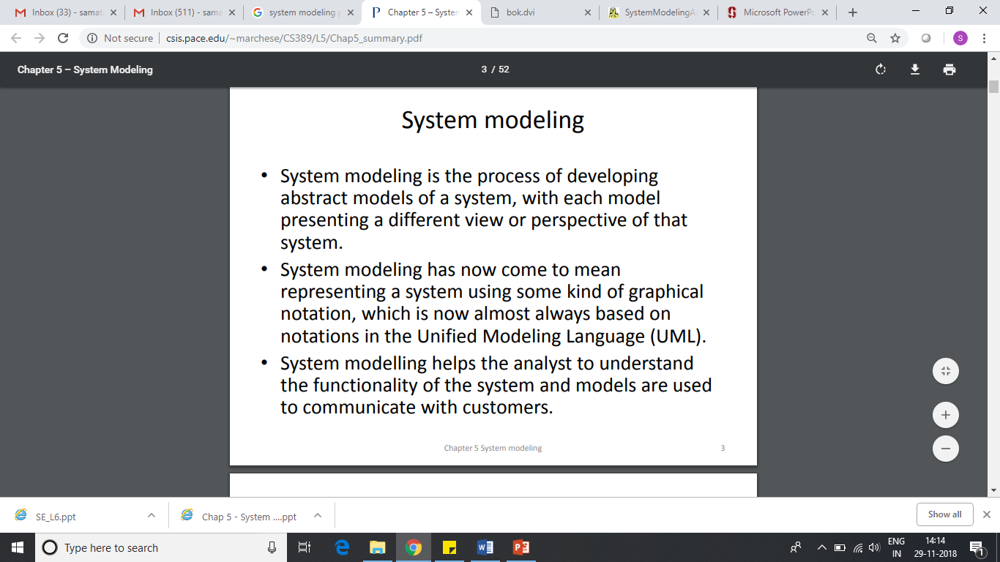 Inbox (33) - samat
Inbox (511) - sama
system modeling p
Chapter 5 – System
bok.dvi
SystemModelingA
Microsoft PowerPo
Not secure
csis.pace.edu/~marchese/CS389/L5/Chap5_summary.pdf
S
Chapter 5 – System Modeling
3 / 52
System modeling
• System modeling is the process of developing
abstract models of a system, with each model
presenting a different view or perspective of that
system.
• System modeling has now come to mean
representing a system using some kind of graphical
notation, which is now almost always based on
notations in the Unified Modeling Language (UML).
• System modelling helps the analyst to understand
the functionality of the system and models are used
to communicate with customers.
Chapter 5 System modeling
3
SE_L6.ppt
Chap 5 - System ....ppt
Show all
Type here to search
ENG
IN
14:14
29-11-2018
1